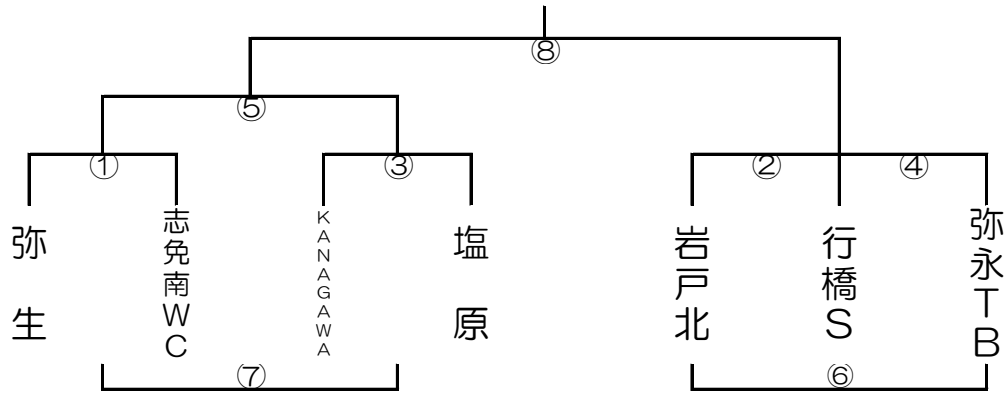 ⑧
⑤
① ③ ② ④
弥生
志免南WC
KANAGAWA
塩原
岩戸北
行橋S
弥永TB
⑦ ⑥